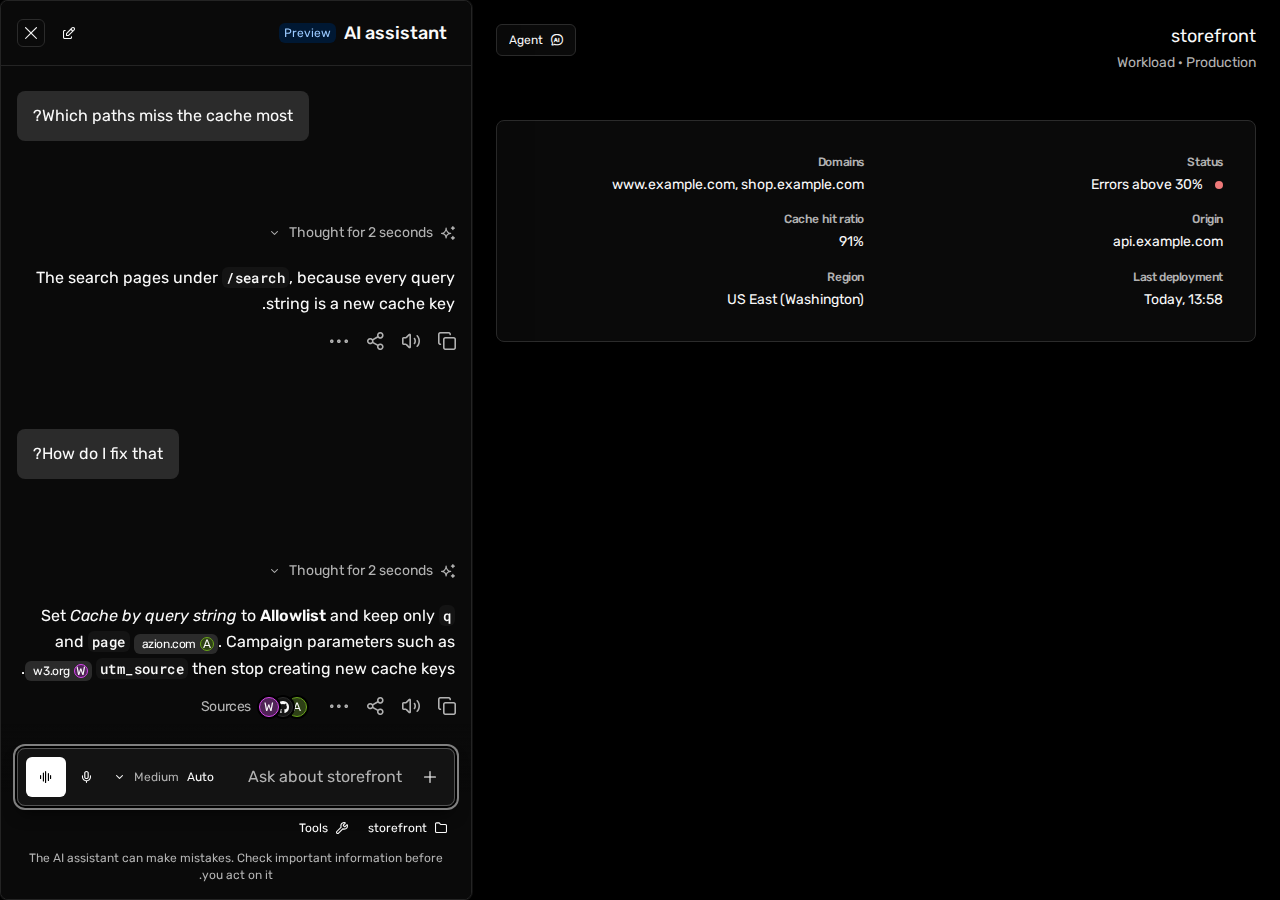 storefront
Workload • Production
Agent
Status
Errors above 30%
Domains
www.example.com, shop.example.com
Origin
api.example.com
Cache hit ratio
91%
Last deployment
Today, 13:58
Region
US East (Washington)
AI assistant Preview
?Which paths miss the cache most
Thought for 2 seconds
The search pages under /search, because every query
.string is a new cache key
?How do I fix that
Thought for 2 seconds
Set Cache by query string to Allowlist and keep only q
and page azion.com A. Campaign parameters such as
.w3.org W utm_source then stop creating new cache keys
Sources W A
Ask about storefront
Medium Auto
Tools storefront
The AI assistant can make mistakes. Check important information before
.you act on it